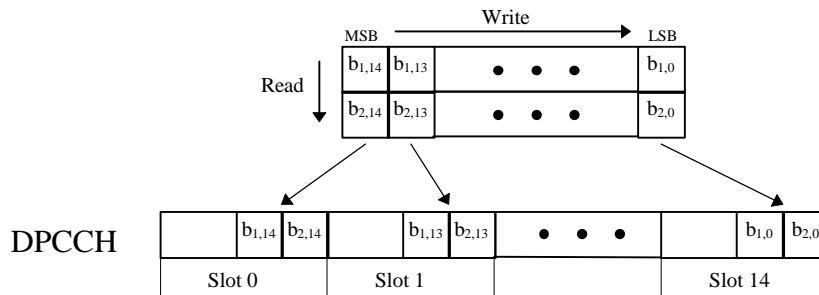 Write
MSB LSB
b1,14 b1,13 • • • b1,0
Read
b2,14 b2,13 • • • b2,0
DPCCH b1,14 b2,14 b1,13 b2,13 • • • b1,0 b2,0
Slot 0 Slot 1 Slot 14